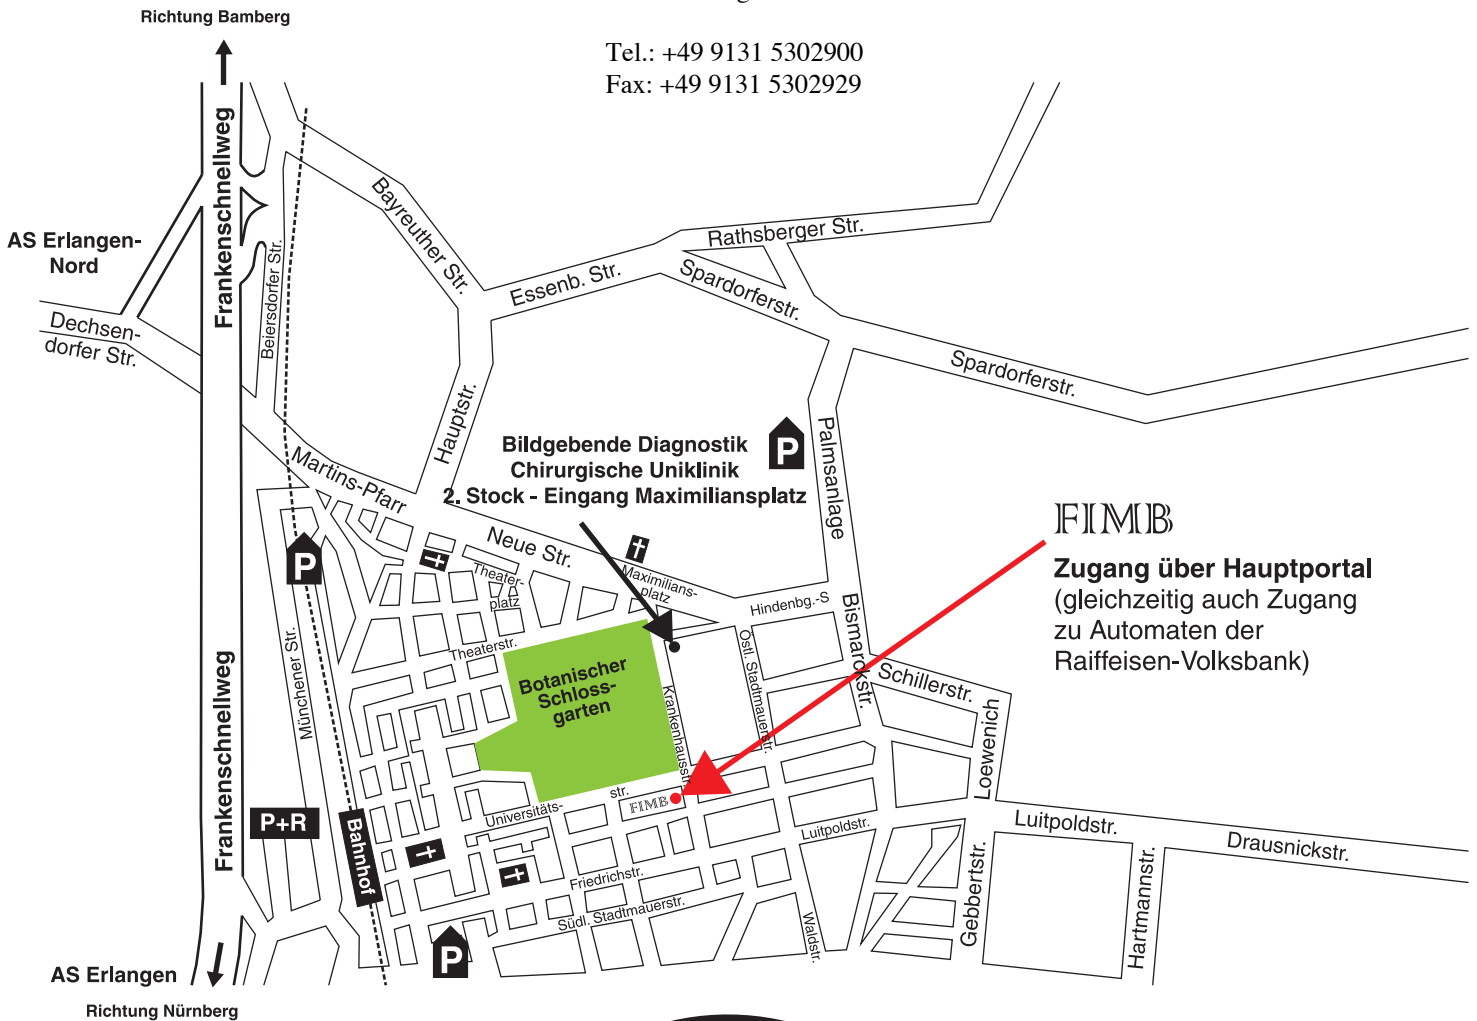 Richtung Bamberg
Tel.: +49 9131 5302900
Fax: +49 9131 5302929
Frankenschnellweg
AS Erlangen-
Nord
Dechsen-
dorfer Str.
Beiersdorfer Str.
Bayreuther Str.
Essenb. Str.
Rathsberger Str.
Spardorferstr.
Spardorferstr.
Hauptstr.
Martins-Pfarr
Bildgebende Diagnostik
Chirurgische Uniklinik
2. Stock - Eingang Maximiliansplatz
P
Palmsanlage
FIMB
Zugang über Hauptportal
(gleichzeitig auch Zugang
zu Automaten der
Raiffeisen-Volksbank)
Neue Str.
P
Theater-
platz
Maximilians-
platz
Hindenbg.-S
Bismarckstr.
Theaterstr.
Botanischer
Schloss-
garten
Krankenhausstr.
Östl. Stadtmauerstr.
Schillerstr.
Loewenich
Münchener Str.
Frankenschnellweg
Universitäts-
str.
FIMB
P+R
Bahnhof
Luitpoldstr.
Luitpoldstr.
Drausnickstr.
Friedrichstr.
Südl. Stadtmauerstr.
Waldstr.
Gebbertstr.
Hartmannstr.
P
AS Erlangen
Richtung Nürnberg